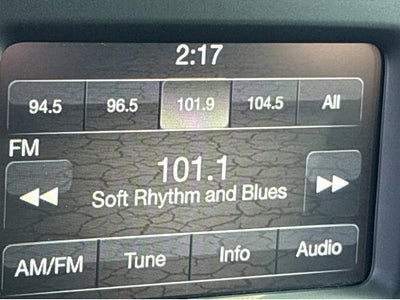 2:17
94.5 96.5 101.9 104.5 All
FM
101.1
Soft Rhythm and Blues
AM/FM Tune Info Audio